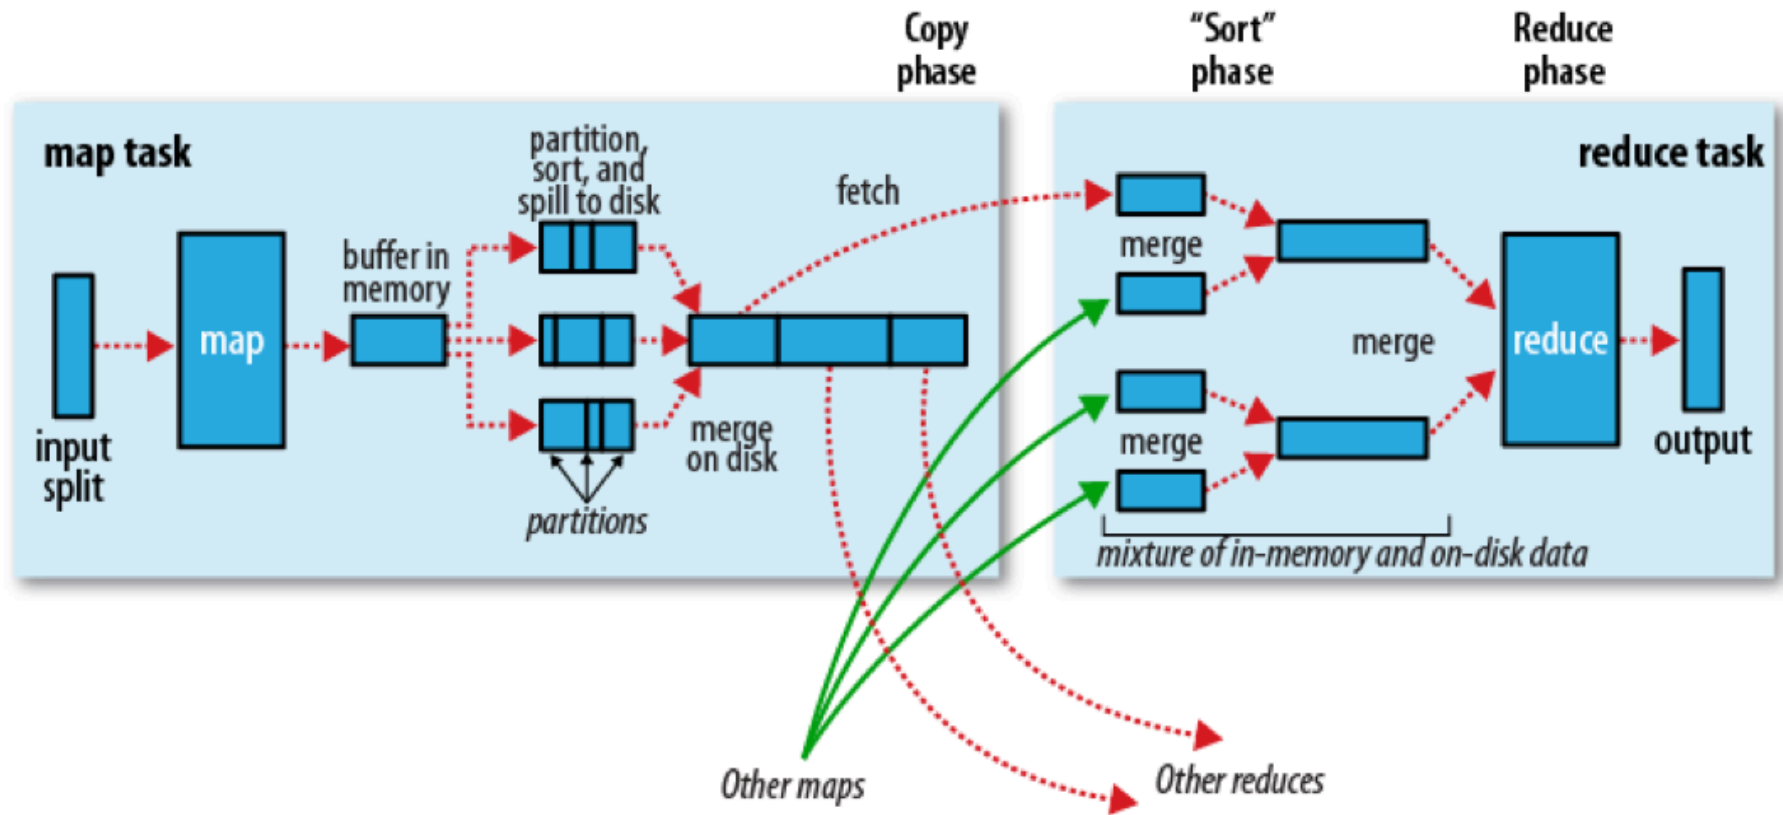 Copy
phase
“Sort”
phase
Reduce
phase
map task
partition,
sort, and
spill to disk
fetch
reduce task
buffer in
memory
merge
map
merge
reduce
input
split
merge
on disk
merge
output
partitions
mixture of in-memory and on-disk data
Other maps
Other reduces